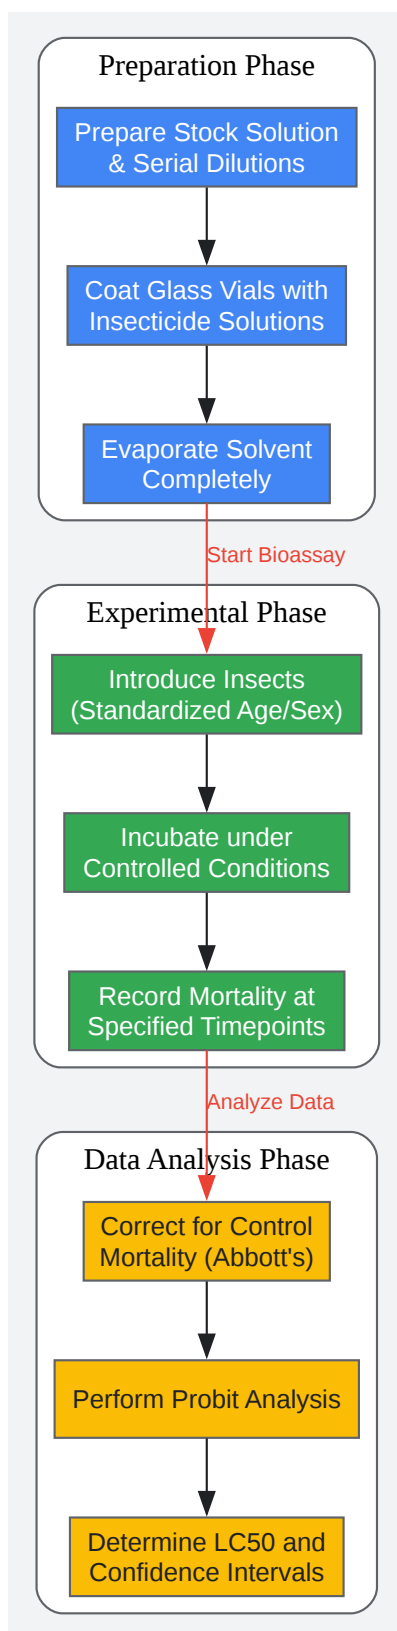 Preparation Phase
Prepare Stock Solution
& Serial Dilutions
Coat Glass Vials with
Insecticide Solutions
Evaporate Solvent
Completely
Start Bioassay
Experimental Phase
Introduce Insects
(Standardized Age/Sex)
Incubate under
Controlled Conditions
Record Mortality at
Specified Timepoints
Analyze Data
Data Analysis Phase
Correct for Control
Mortality (Abbott's)
Perform Probit Analysis
Determine LC50 and
Confidence Intervals